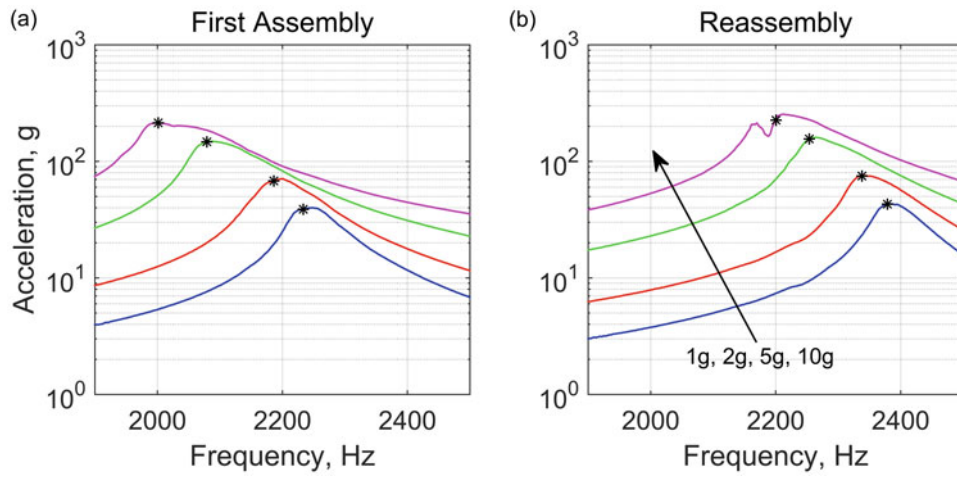 (a) First Assembly
10³
10²
10¹
10⁰
Acceleration, g
2000 2200 2400
Frequency, Hz
(b) Reassembly
10³
10²
10¹
10⁰
1g, 2g, 5g, 10g
2000 2200 2400
Frequency, Hz